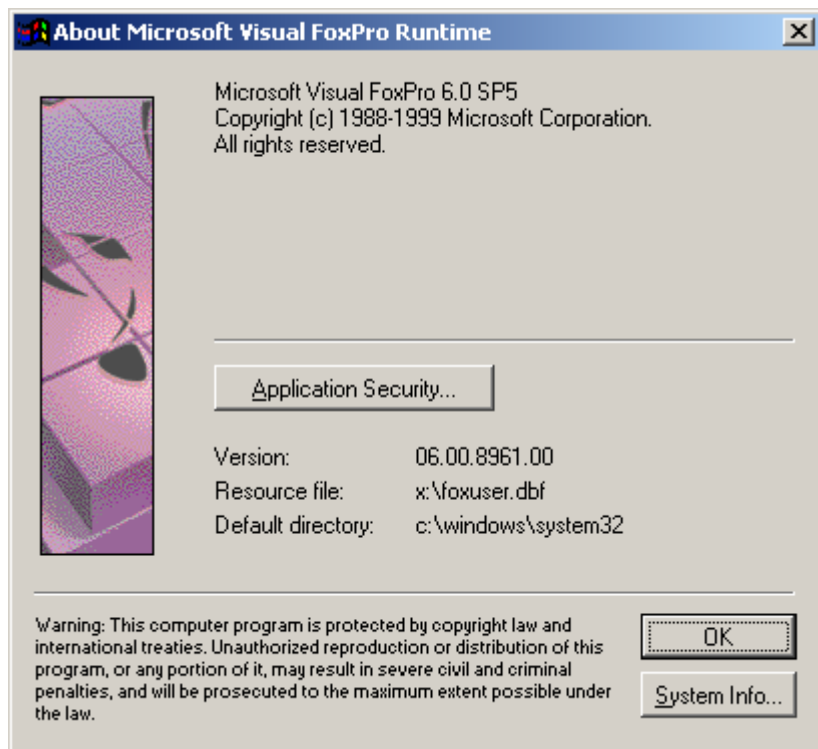 About Microsoft Visual FoxPro Runtime
Microsoft Visual FoxPro 6.0 SP5
Copyright (c) 1988-1999 Microsoft Corporation.
All rights reserved.
Application Security...
Version: 06.00.8961.00
Resource file: x:\foxuser.dbf
Default directory: c:\windows\system32
Warning: This computer program is protected by copyright law and
international treaties. Unauthorized reproduction or distribution of this
program, or any portion of it, may result in severe civil and criminal
penalties, and will be prosecuted to the maximum extent possible under
the law.
OK
System Info...